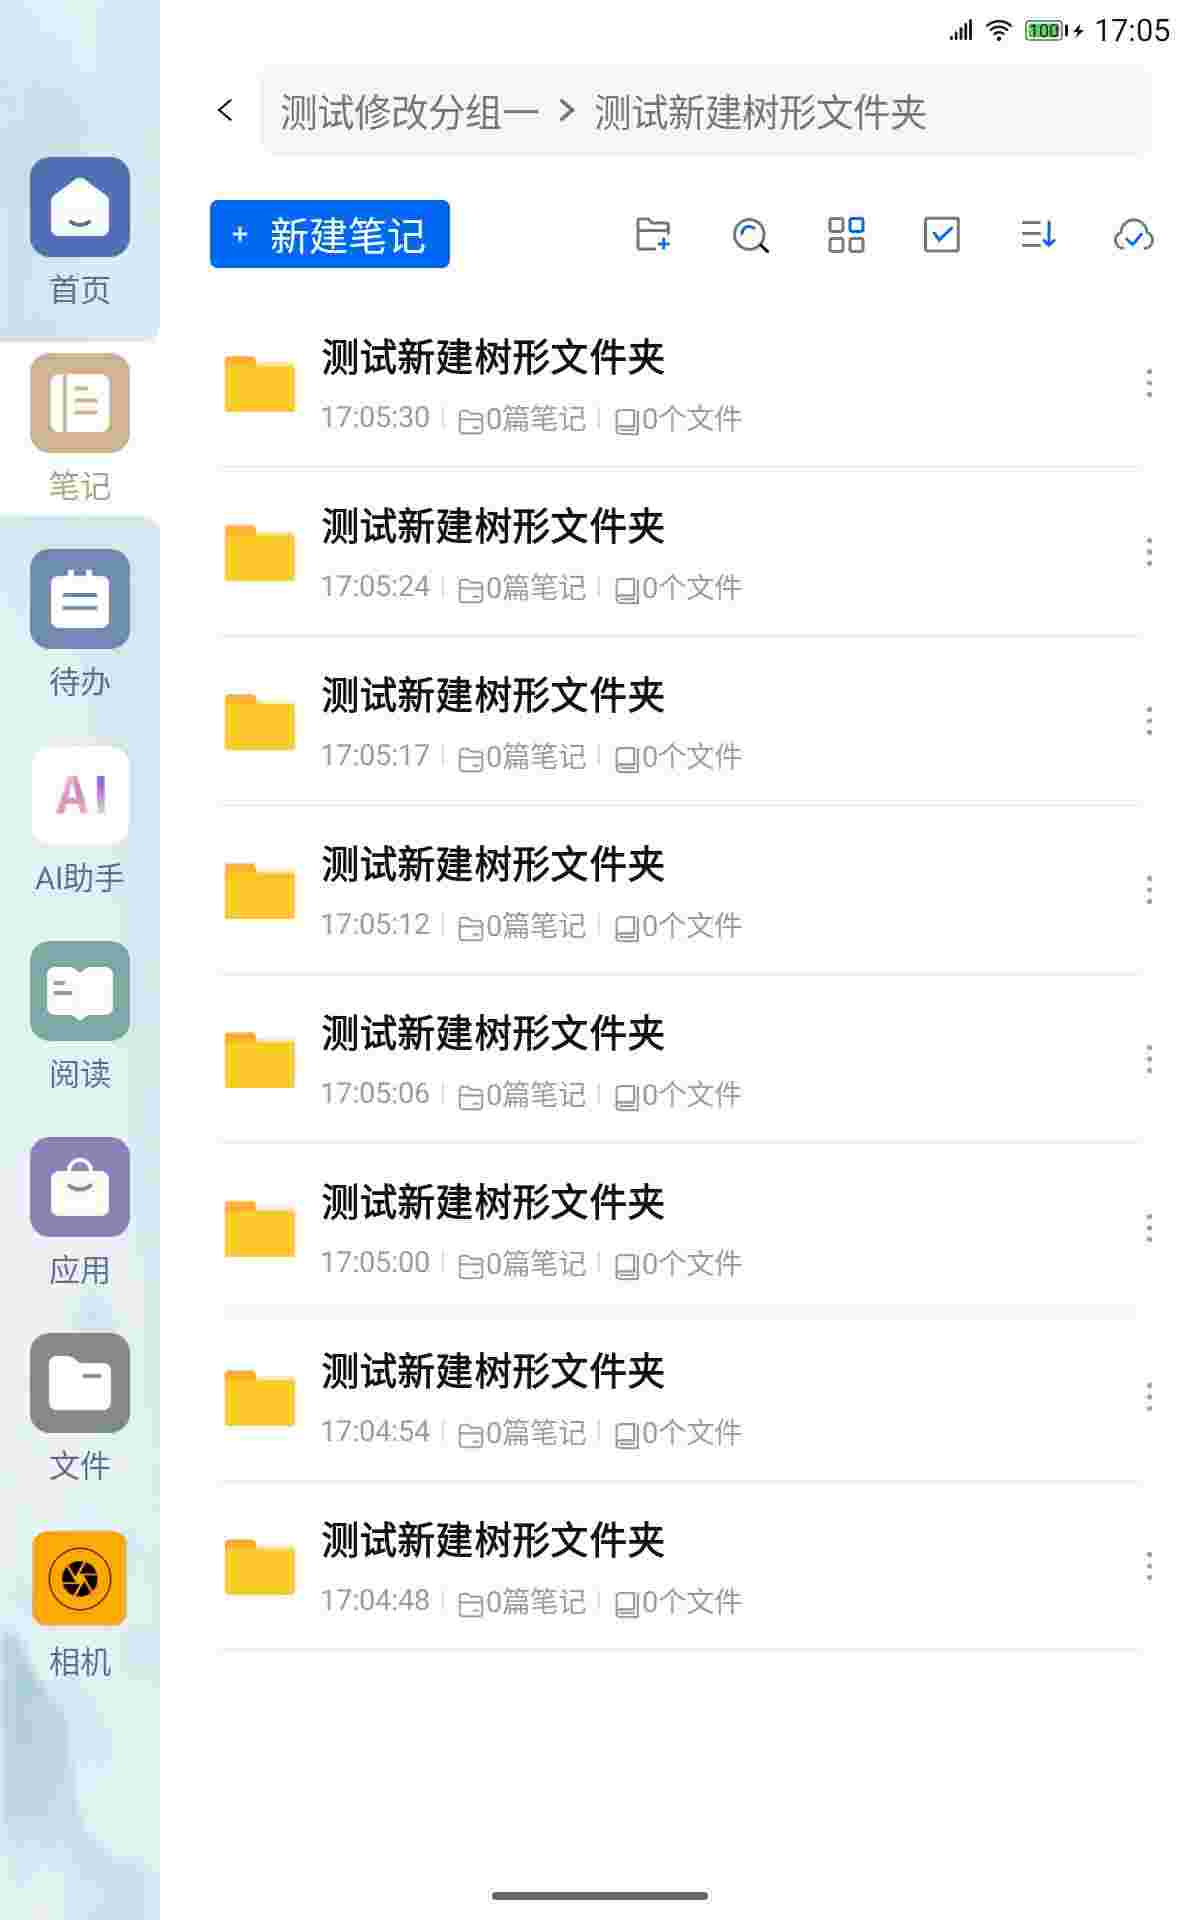 100 17:05
测试修改分组一 > 测试新建树形文件夹
+ 新建笔记
首页
笔记
待办
AI
AI助手
阅读
应用
文件
相机
测试新建树形文件夹
17:05:30 0篇笔记 0个文件
测试新建树形文件夹
17:05:24 0篇笔记 0个文件
测试新建树形文件夹
17:05:17 0篇笔记 0个文件
测试新建树形文件夹
17:05:12 0篇笔记 0个文件
测试新建树形文件夹
17:05:06 0篇笔记 0个文件
测试新建树形文件夹
17:05:00 0篇笔记 0个文件
测试新建树形文件夹
17:04:54 0篇笔记 0个文件
测试新建树形文件夹
17:04:48 0篇笔记 0个文件